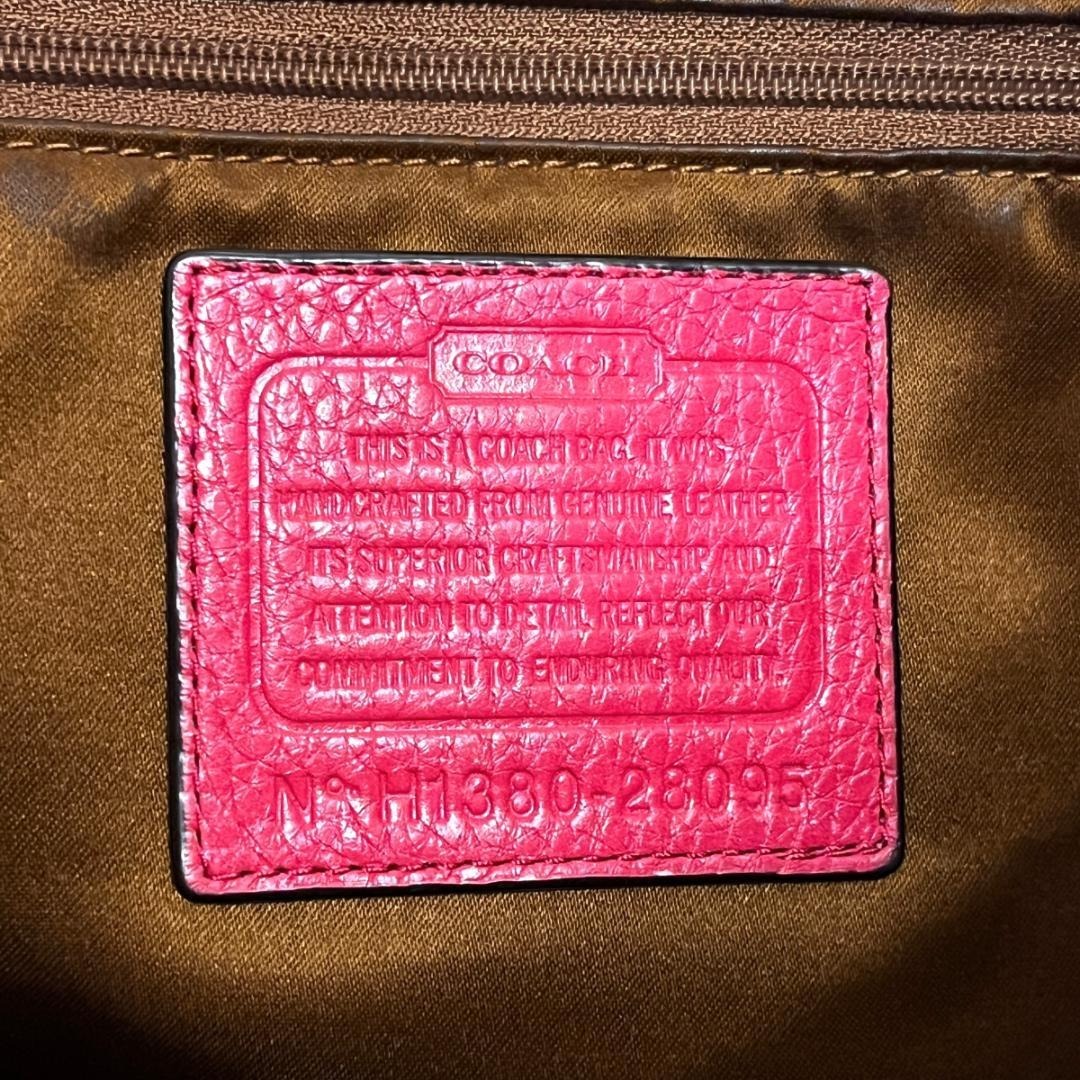 COACH
THIS IS A COACH BAG. IT WAS
HANDCRAFTED FROM GENUINE LEATHER.
ITS SUPERIOR CRAFTSMANSHIP AND
ATTENTION TO DETAIL REFLECT OUR
COMMITMENT TO ENDURING QUALITY.
Nº H1380-28095